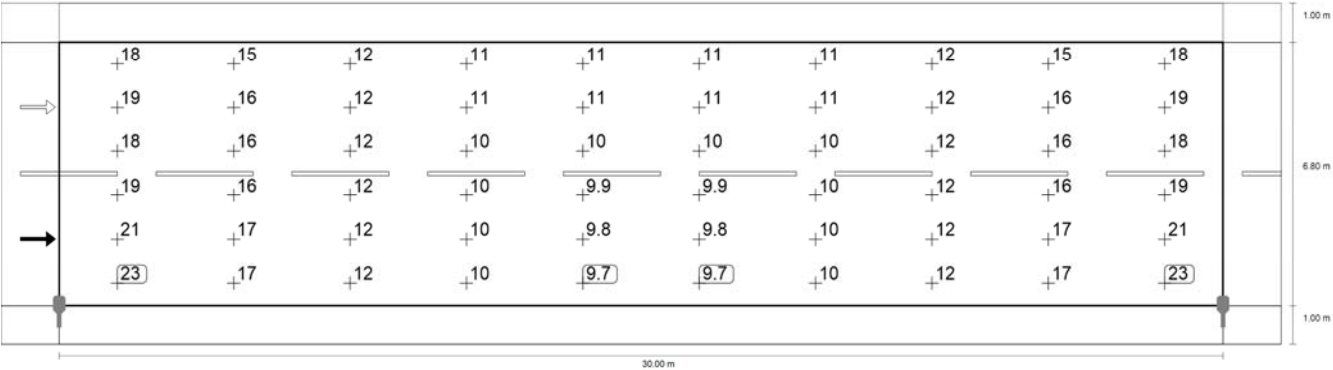 1.00 m
18 15 12 11 11 11 11 12 15 18
19 16 12 11 11 11 11 12 16 19
18 16 12 10 10 10 10 12 16 18
6.80 m
19 16 12 10 9.9 9.9 10 12 16 19
21 17 12 10 9.8 9.8 10 12 17 21
23 17 12 10 9.7 9.7 10 12 17 23
1.00 m
30.00 m